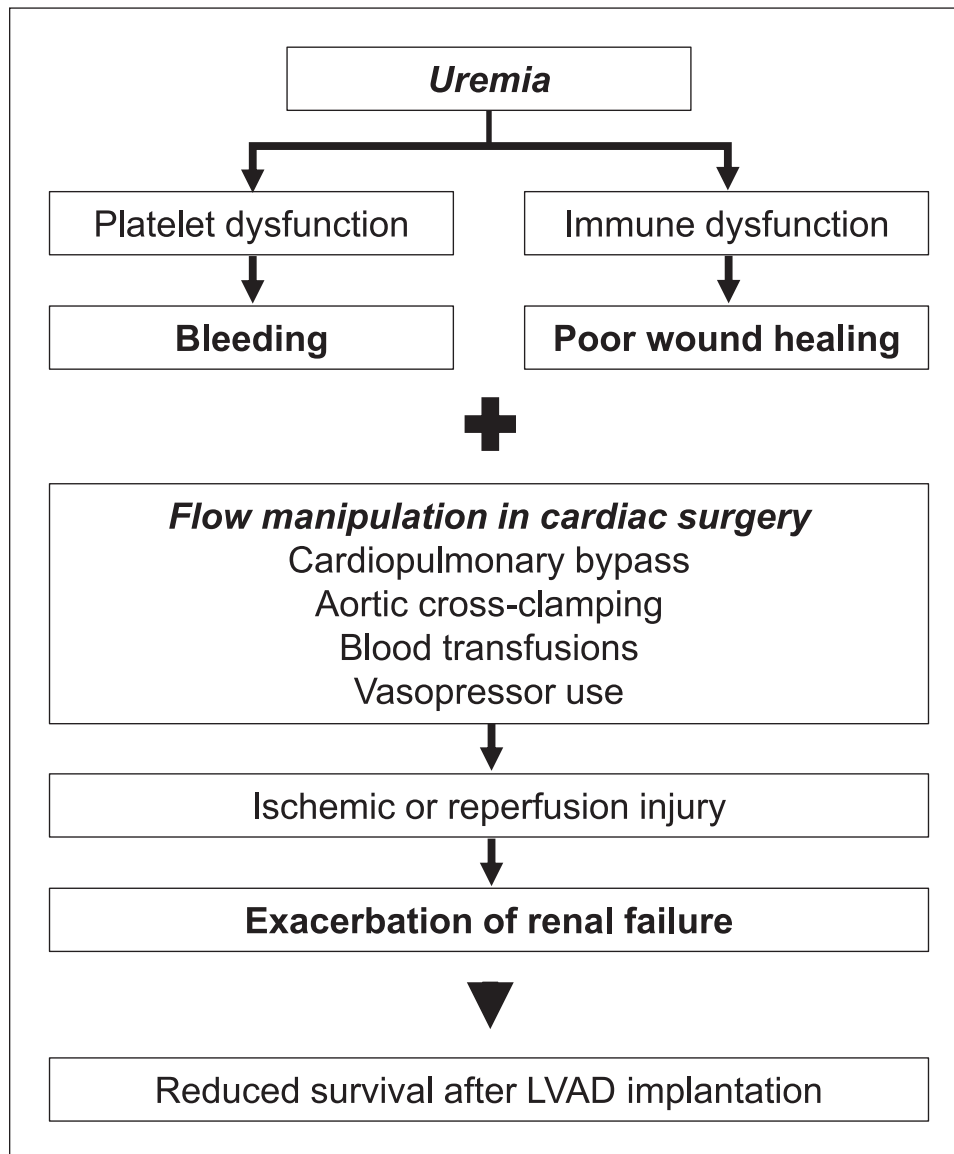 Uremia
Platelet dysfunction
Immune dysfunction
Bleeding
Poor wound healing
Flow manipulation in cardiac surgery
Cardiopulmonary bypass
Aortic cross-clamping
Blood transfusions
Vasopressor use
Ischemic or reperfusion injury
Exacerbation of renal failure
Reduced survival after LVAD implantation